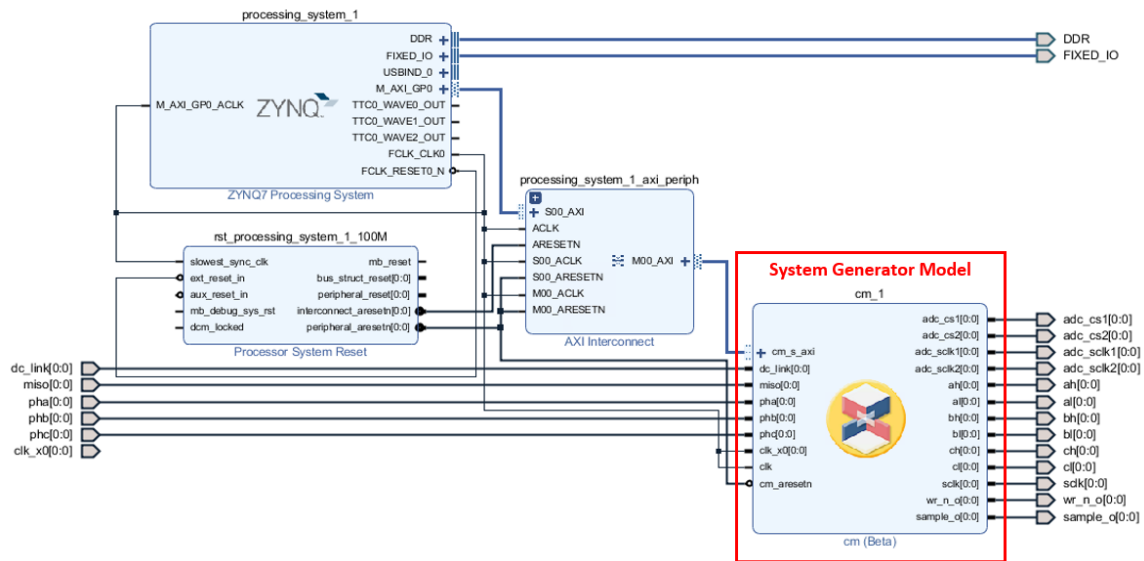 processing_system_1
DDR
FIXED_IO
USBIND_0
M_AXI_GP0
M_AXI_GP0_ACLK
ZYNQ
TTC0_WAVE0_OUT
TTC0_WAVE1_OUT
TTC0_WAVE2_OUT
FCLK_CLK0
FCLK_RESET0_N
ZYNQ7 Processing System
DDR
FIXED_IO
rst_processing_system_1_100M
slowest_sync_clk
ext_reset_in
aux_reset_in
mb_debug_sys_rst
dcm_locked
mb_reset
bus_struct_reset[0:0]
peripheral_reset[0:0]
interconnect_aresetn[0:0]
peripheral_aresetn[0:0]
Processor System Reset
processing_system_1_axi_periph
S00_AXI
ACLK
ARESETN
S00_ACLK
S00_ARESETN
M00_ACLK
M00_ARESETN
M00_AXI
AXI Interconnect
dc_link[0:0]
miso[0:0]
pha[0:0]
phb[0:0]
phc[0:0]
clk_x0[0:0]
System Generator Model
cm_1
cm_s_axi
dc_link[0:0]
miso[0:0]
pha[0:0]
phb[0:0]
phc[0:0]
clk_x0[0:0]
clk
cm_aresetn
adc_cs1[0:0]
adc_cs2[0:0]
adc_sclk1[0:0]
adc_sclk2[0:0]
ah[0:0]
al[0:0]
bh[0:0]
bl[0:0]
ch[0:0]
cl[0:0]
sclk[0:0]
wr_n_o[0:0]
sample_o[0:0]
cm (Beta)
adc_cs1[0:0]
adc_cs2[0:0]
adc_sclk1[0:0]
adc_sclk2[0:0]
ah[0:0]
al[0:0]
bh[0:0]
bl[0:0]
ch[0:0]
cl[0:0]
sclk[0:0]
wr_n_o[0:0]
sample_o[0:0]